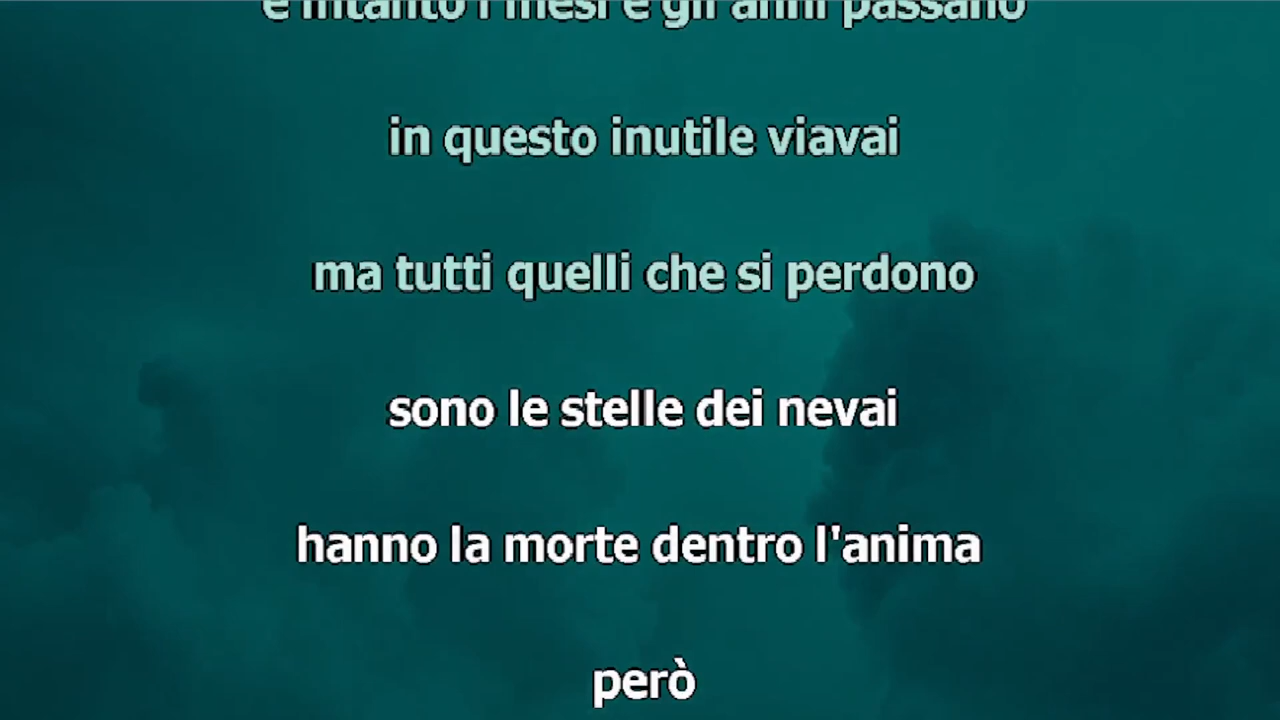 e intanto i mesi e gli anni passano
in questo inutile viavai
ma tutti quelli che si perdono
sono le stelle dei nevai
hanno la morte dentro l'anima
però